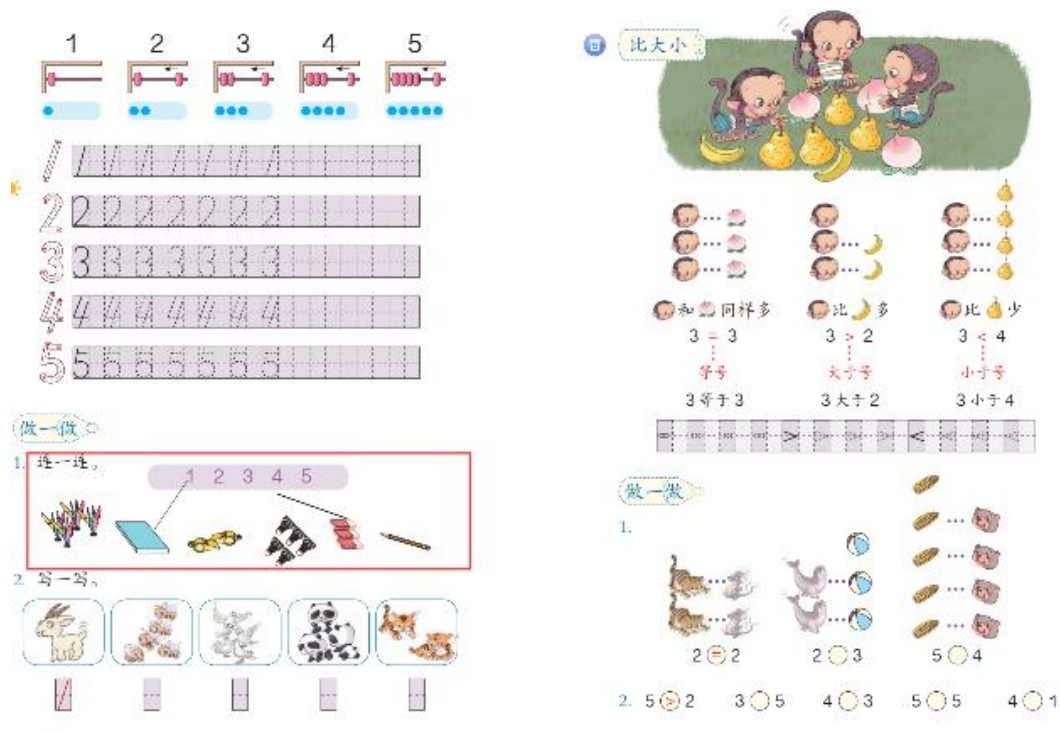 1 2 3 4 5
1
2
3
4
5
做一做
1. 连一连。
1 2 3 4 5
2. 写一写。
四 比大小
和 同样多
比 多
比 少
3 = 3
3 > 2
3 < 4
等号
大于号
小于号
3 等于 3
3 大于 2
3 小于 4
= = = = > > > > < < < <
做一做
1.
2 = 2
2 ○ 3
5 ○ 4
2. 5 > 2 3 ○ 5 4 ○ 3 5 ○ 5 4 ○ 1